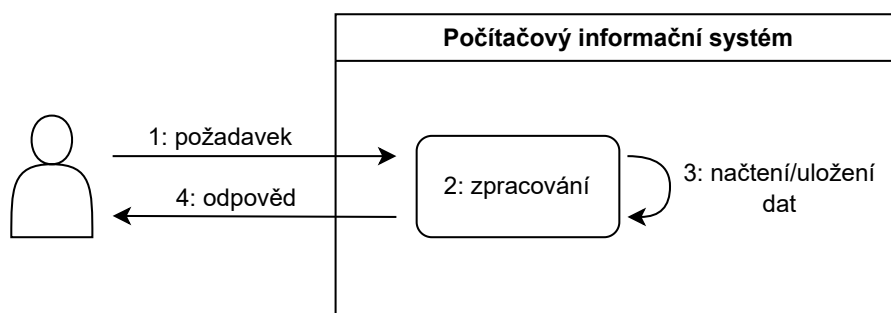 Počítačový informační systém
1: požadavek
2: zpracování
3: načtení/uložení
dat
4: odpověd